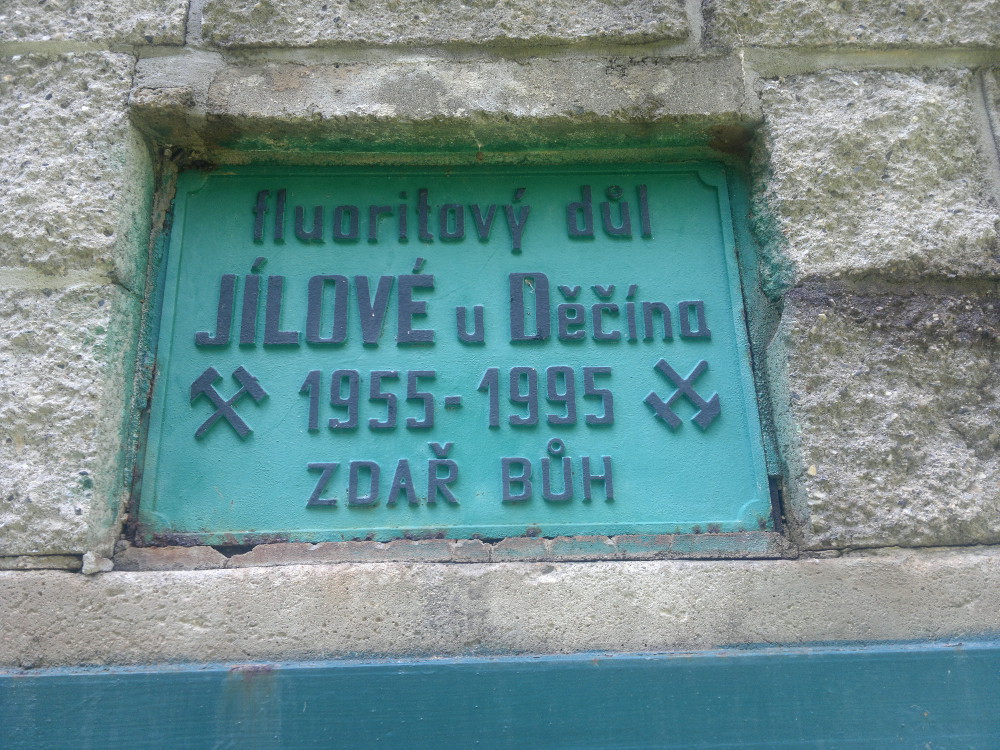 fluoritový důl
JÍLOVÉ u Děčína
1955-1995
ZDAŘ BŮH